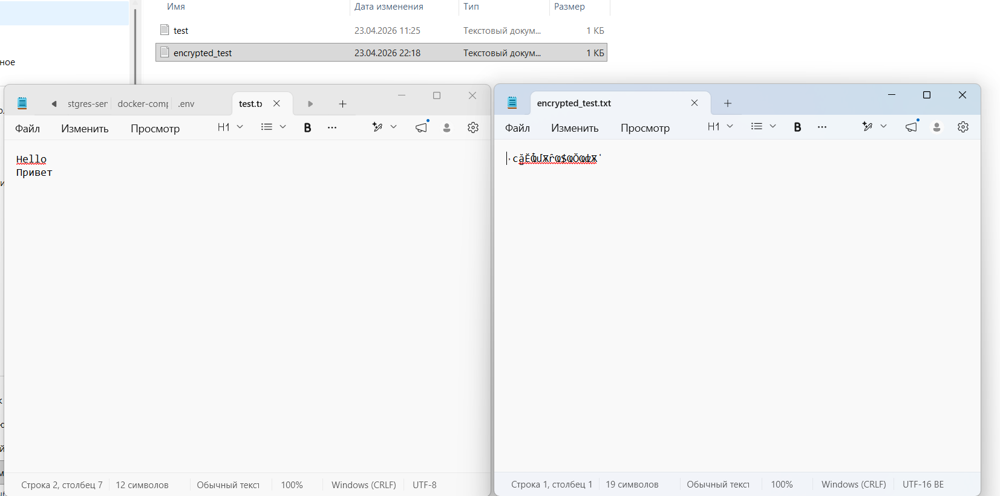 Имя Дата изменения Тип Размер
test 23.04.2026 11:25 Текстовый докум... 1 КБ
encrypted_test 23.04.2026 22:18 Текстовый докум... 1 КБ
ное
stgres-ser docker-comp .env test.tx
Файл Изменить Просмотр H1 B ...
Hello
Привет
Строка 2, столбец 7 12 символов Обычный текст 100% Windows (CRLF) UTF-8
encrypted_test.txt
Файл Изменить Просмотр H1 B ...
Строка 1, столбец 1 19 символов Обычный текст 100% Windows (CRLF) UTF-16 BE